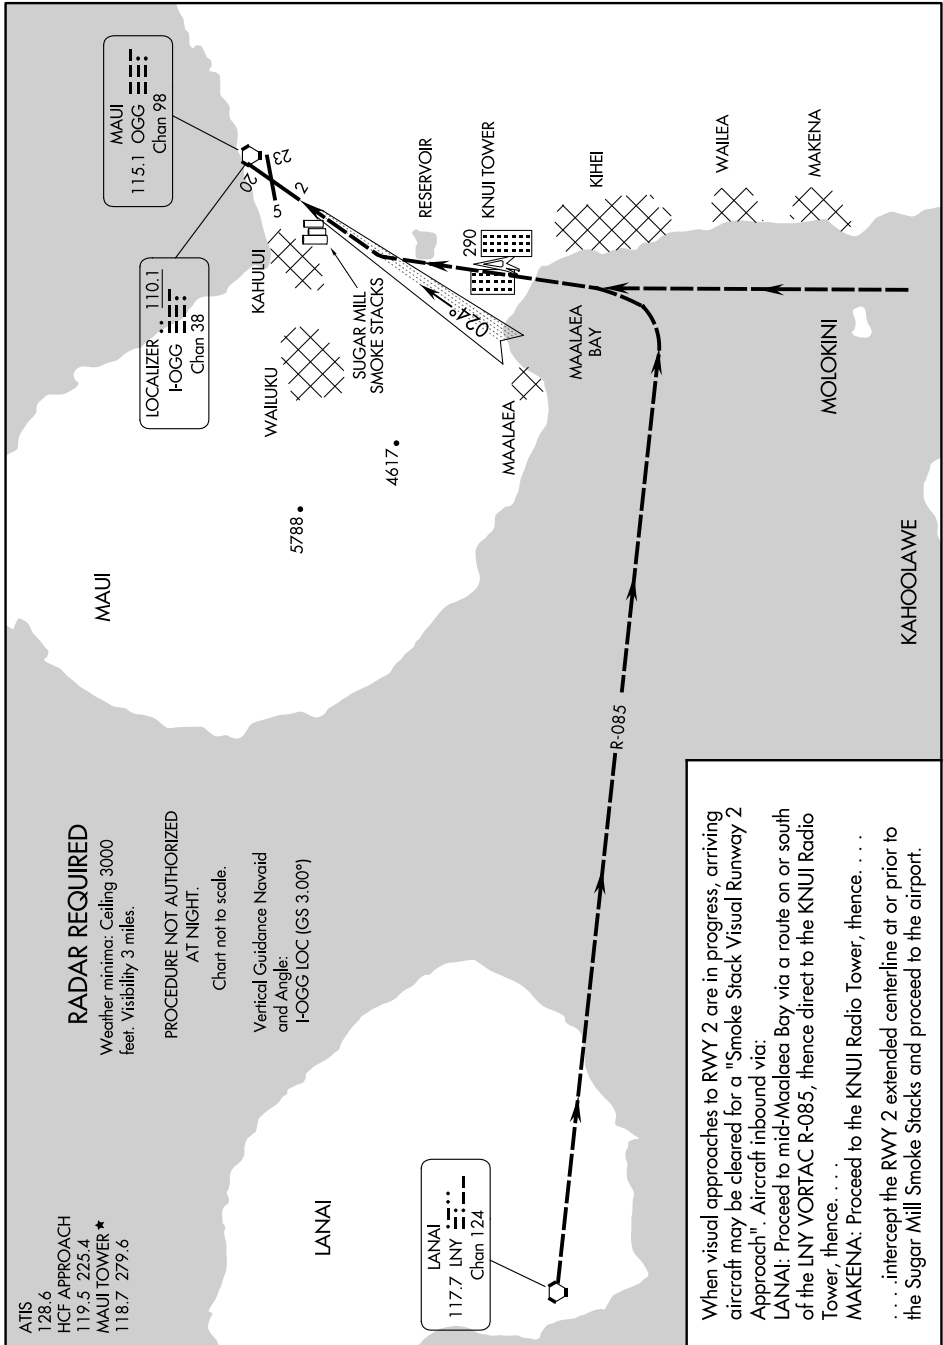 ATIS
128.6
HCF APPROACH
119.5 225.4
MAUI TOWER★
118.7 279.6
RADAR REQUIRED
Weather minima: Ceiling 3000
feet. Visibility 3 miles.
PROCEDURE NOT AUTHORIZED
AT NIGHT.
Chart not to scale.
Vertical Guidance Navaid
and Angle:
I-OGG LOC (GS 3.00°)
MAUI
LOCALIZER 110.1
I-OGG
Chan 38
MAUI
115.1 OGG
Chan 98
20
23
5
2
KAHULUI
WAILUKU
SUGAR MILL
SMOKE STACKS
5788
4617
024°
RESERVOIR
290
KNUI TOWER
MAALAEA
MAALAEA
BAY
KIHEI
WAILEA
MAKENA
MOLOKINI
KAHOOLAWE
R-085
LANAI
LANAI
117.7 LNY
Chan 124
When visual approaches to RWY 2 are in progress, arriving
aircraft may be cleared for a "Smoke Stack Visual Runway 2
Approach". Aircraft inbound via:
LANAI: Proceed to mid-Maalaea Bay via a route on or south
of the LNY VORTAC R-085, thence direct to the KNUI Radio
Tower, thence. . . .
MAKENA: Proceed to the KNUI Radio Tower, thence. . . .
. . . .intercept the RWY 2 extended centerline at or prior to
the Sugar Mill Smoke Stacks and proceed to the airport.